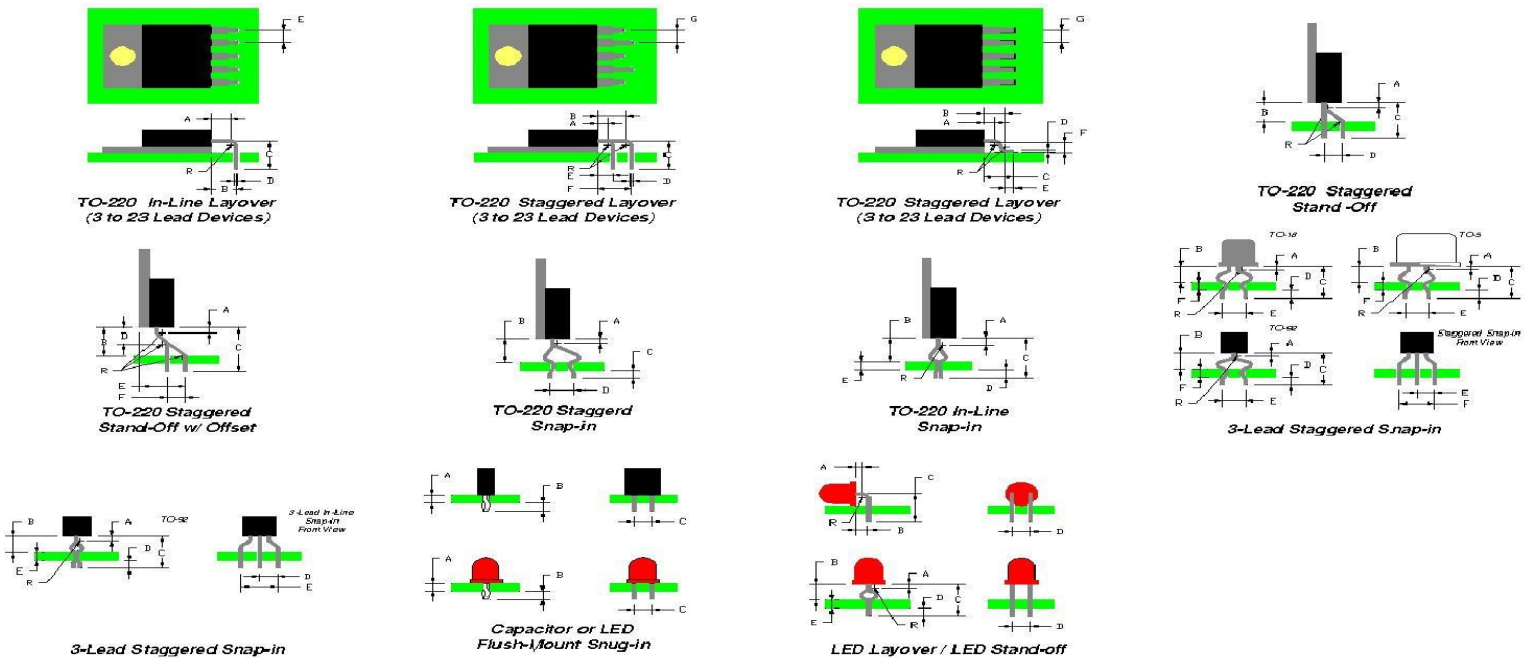 E
A
C
R
D
B
TO-220 In-Line Layover
(3 to 23 Lead Devices)
G
B
A
C
R
E
D
F
TO-220 Staggered Layover
(3 to 23 Lead Devices)
G
B
A
D
F
R
C
E
TO-220 Staggered Layover
(3 to 23 Lead Devices)
A
B
C
R
D
TO-220 Staggered
Stand-Off
A
D
B
C
R
E
F
TO-220 Staggered
Stand-Off w/ Offset
A
B
C
D
TO-220 Staggerd
Snap-in
A
B
C
E
D
TO-220 In-Line
Snap-in
TO-18
B
A
D
C
F
R
E
TO-5
B
A
D
C
F
R
E
TO-92
B
A
D
C
F
R
E
Staggered Snap-in
Front View
E
F
3-Lead Staggered Snap-in
TO-92
B
A
D
C
E
R
3-Lead In-Line
Snap-in
Front View
D
E
3-Lead Staggered Snap-in
A
B
C
A
B
C
Capacitor or LED
Flush-Mount Snug-in
A
C
R
B
D
B
A
D
C
E
R
D
LED Layover / LED Stand-off